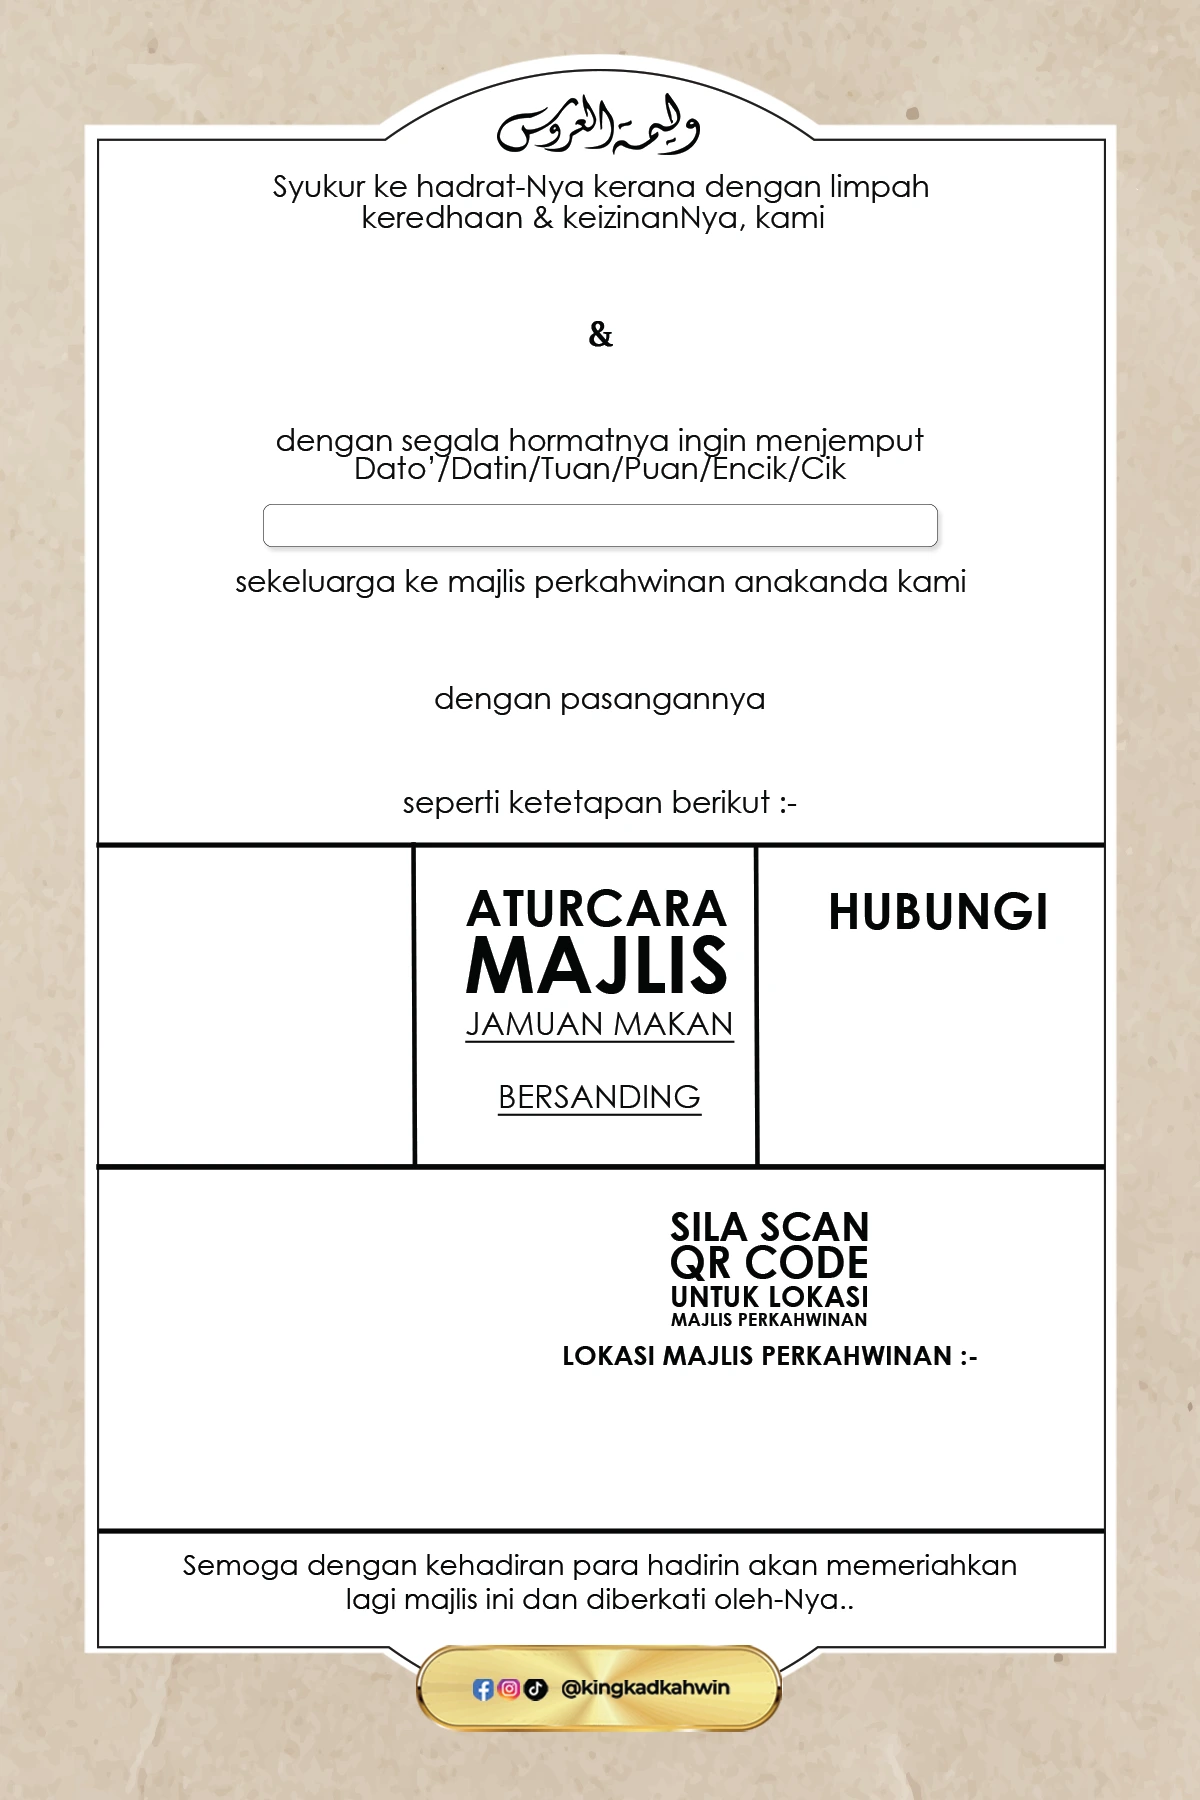 وليمة العروس
Syukur ke hadrat-Nya kerana dengan limpah
keredhaan & keizinanNya, kami
&
dengan segala hormatnya ingin menjemput
Dato’/Datin/Tuan/Puan/Encik/Cik
sekeluarga ke majlis perkahwinan anakanda kami
dengan pasangannya
seperti ketetapan berikut :-
ATURCARA
MAJLIS
JAMUAN MAKAN
BERSANDING
HUBUNGI
SILA SCAN
QR CODE
UNTUK LOKASI
MAJLIS PERKAHWINAN
LOKASI MAJLIS PERKAHWINAN :-
Semoga dengan kehadiran para hadirin akan memeriahkan
lagi majlis ini dan diberkati oleh-Nya..
@kingkadkahwin